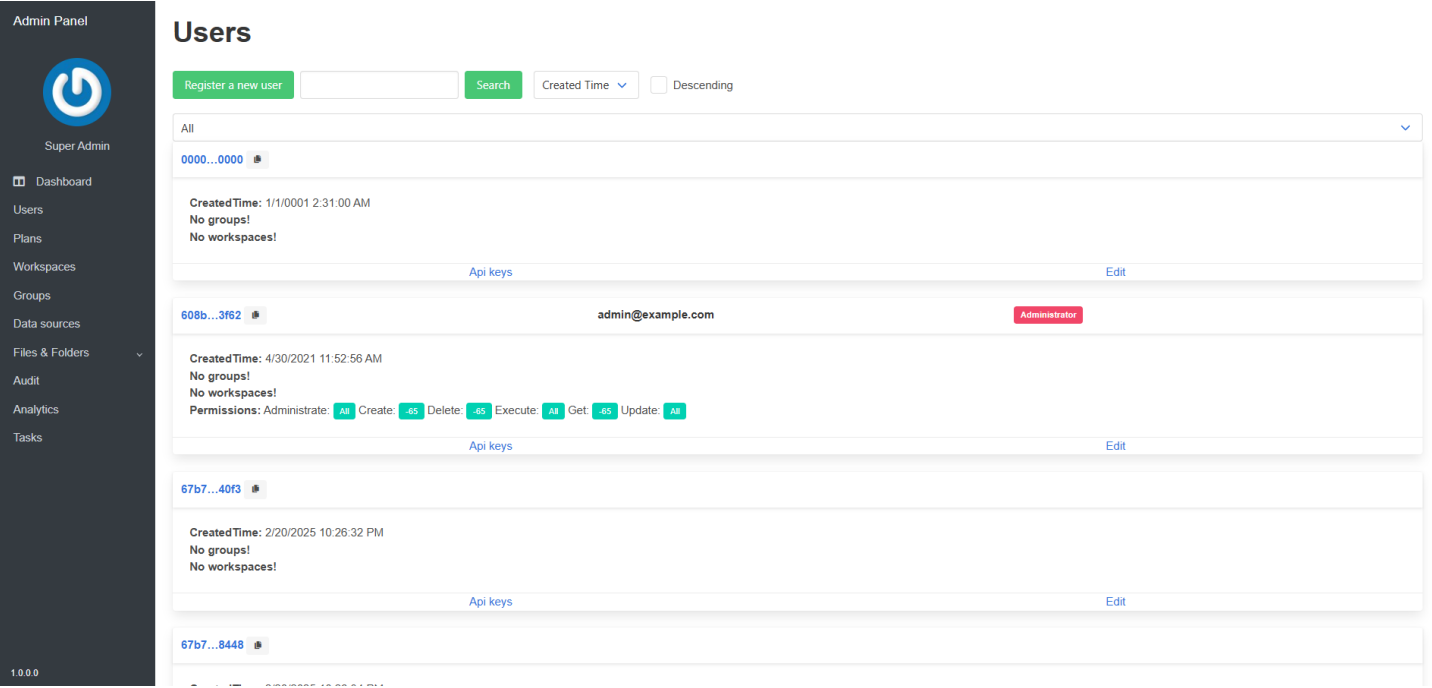 Admin Panel
Super Admin
Dashboard
Users
Plans
Workspaces
Groups
Data sources
Files & Folders
Audit
Analytics
Tasks
1.0.0.0
Users
Register a new user Search Created Time Descending
All
0000...0000
CreatedTime: 1/1/0001 2:31:00 AM
No groups!
No workspaces!
Api keys Edit
608b...3f62 admin@example.com Administrator
CreatedTime: 4/30/2021 11:52:56 AM
No groups!
No workspaces!
Permissions: Administrate: All Create: -65 Delete: -65 Execute: All Get: -65 Update: All
Api keys Edit
67b7...40f3
CreatedTime: 2/20/2025 10:26:32 PM
No groups!
No workspaces!
Api keys Edit
67b7...8448